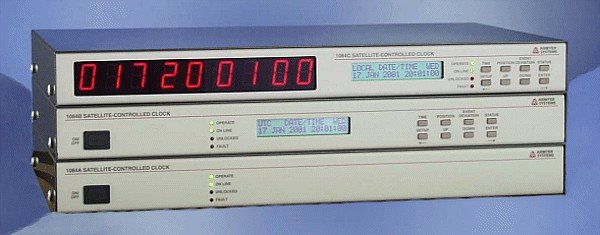 1084C SATELLITE-CONTROLLED CLOCK
017200100
LOCAL DATE/TIME WED
17 JAN 2001 20:01:00
OPERATE
ON LINE
UNLOCKED
FAULT
TIME POSITION EVENT DEVIATION STATUS
SETUP UP DOWN ENTER
ARBITER SYSTEMS
1084B SATELLITE-CONTROLLED CLOCK
ON/OFF
OPERATE
ON LINE
UNLOCKED
FAULT
UTC DATE/TIME WED
17 JAN 2001 20:01:00
TIME POSITION EVENT DEVIATION STATUS
SETUP UP DOWN ENTER
ARBITER SYSTEMS
1084A SATELLITE-CONTROLLED CLOCK
ON/OFF
OPERATE
ON LINE
UNLOCKED
FAULT
ARBITER SYSTEMS